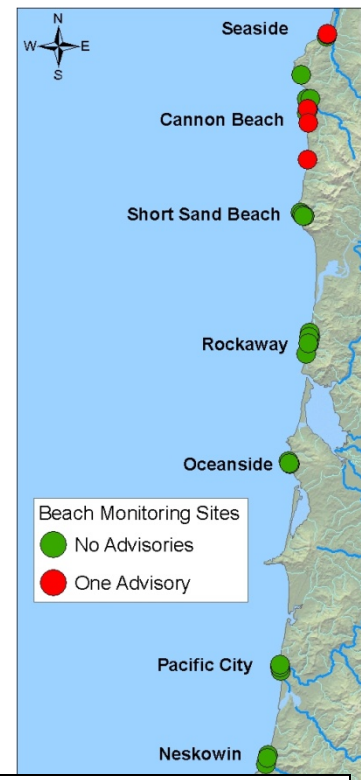 N
W E
S
Seaside
Cannon Beach
Short Sand Beach
Rockaway
Oceanside
Beach Monitoring Sites
No Advisories
One Advisory
Pacific City
Neskowin